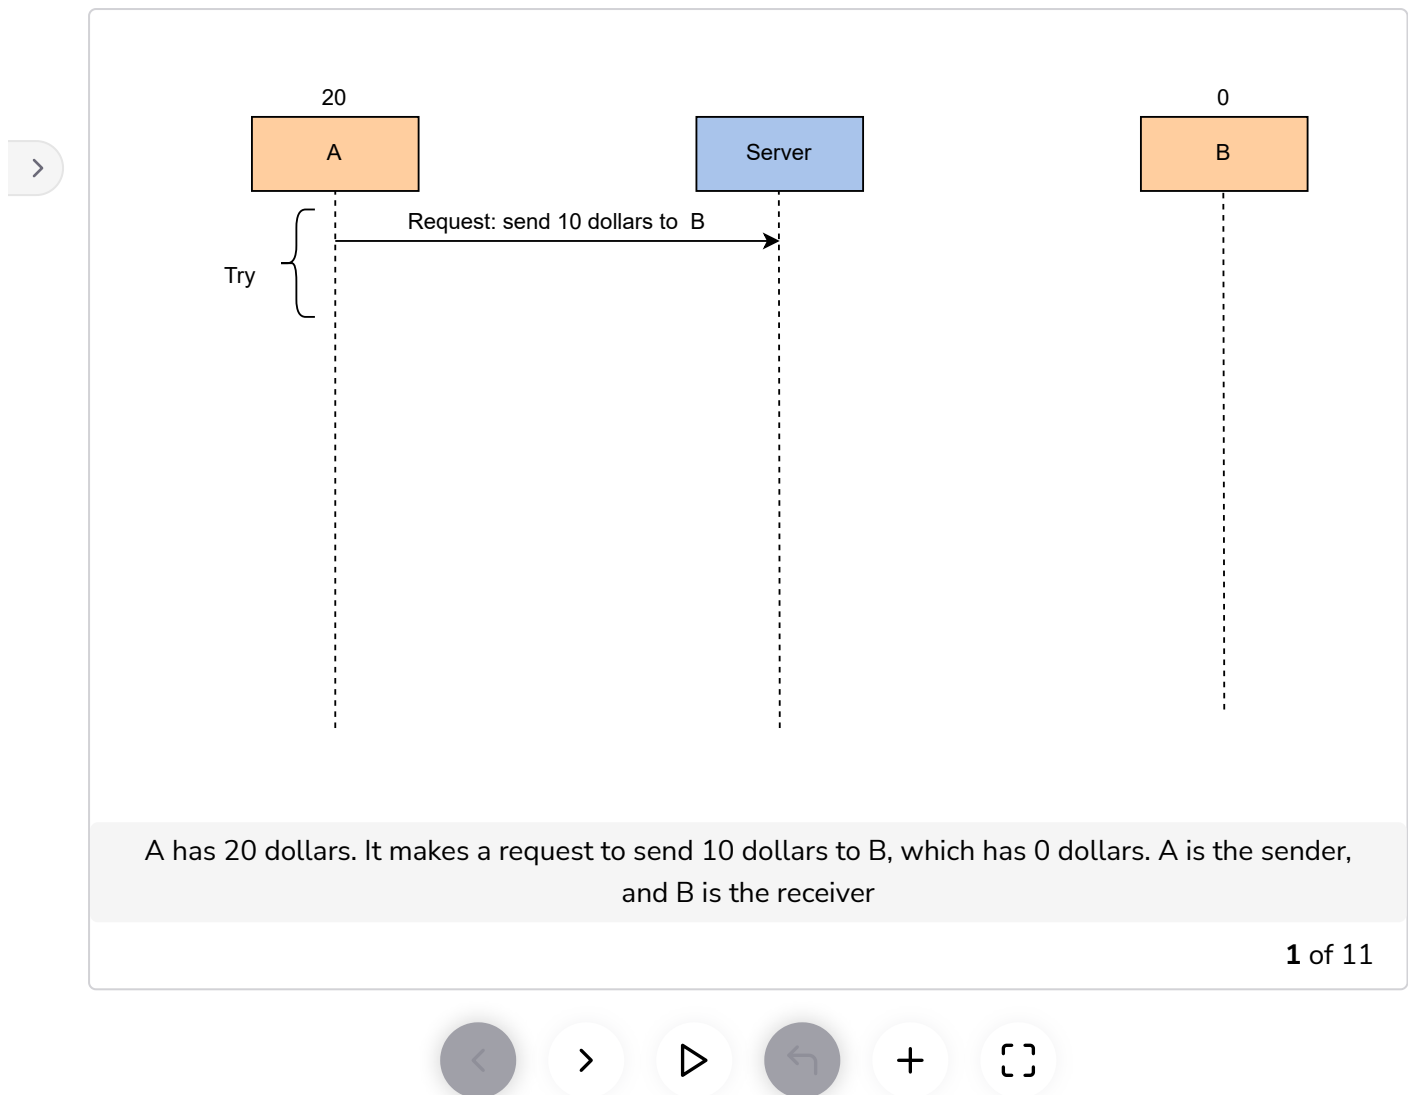 20
0
A
Server
B
Request: send 10 dollars to  B
Try
A has 20 dollars. It makes a request to send 10 dollars to B, which has 0 dollars. A is the sender,
and B is the receiver
1 of 11